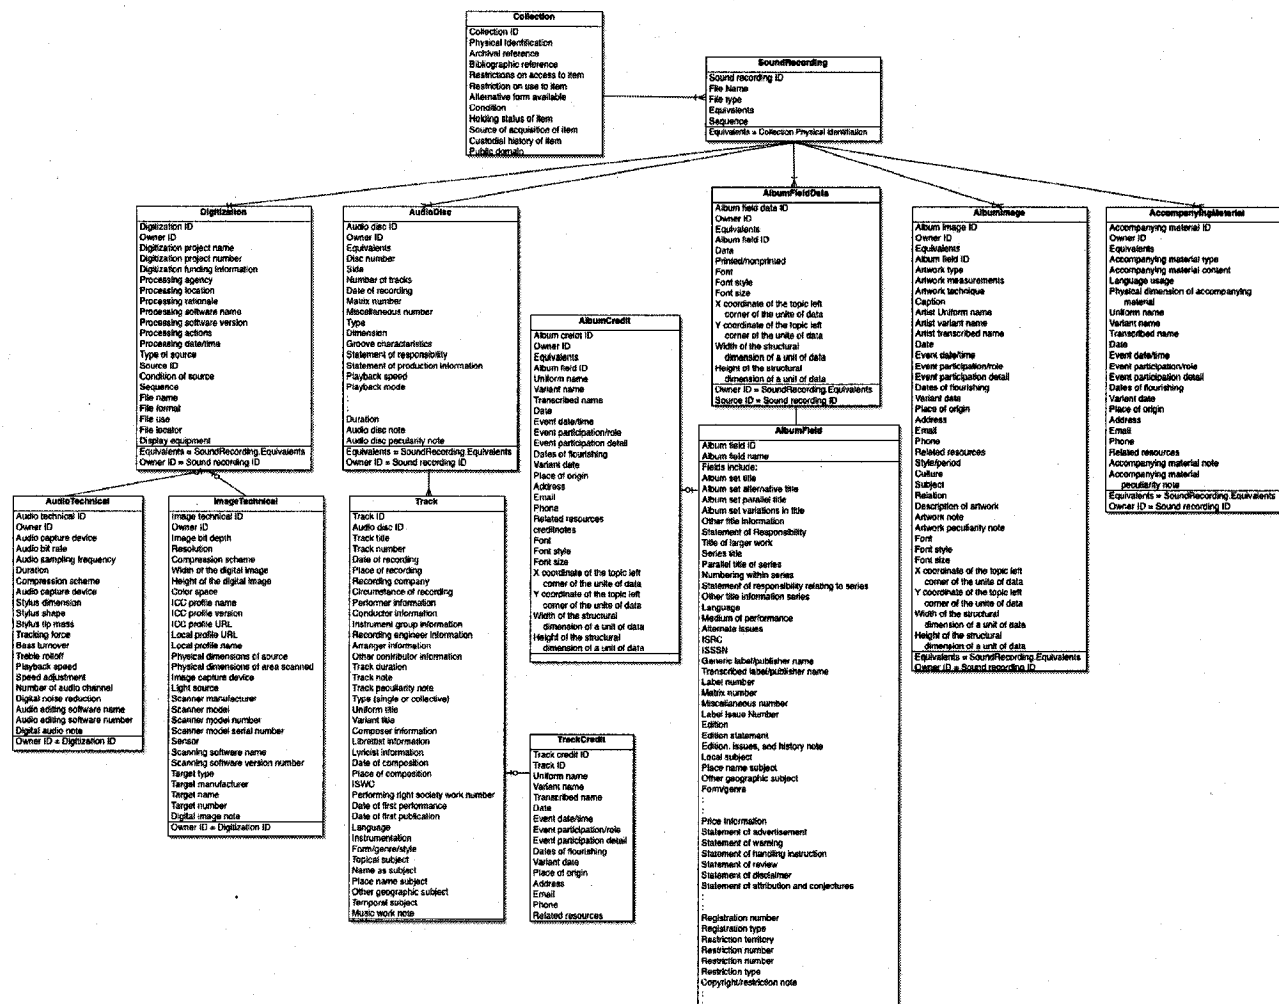 Collection
Collection ID
Physical Identification
Archival reference
Bibliographic reference
Restrictions on access to item
Restriction on use to item
Alternative form available
Condition
Holding status of item
Source of acquisition of item
Custodial history of item
Public domain
SoundRecording
Sound recording ID
File Name
File type
Equivalents
Sequence
Equivalents = Collection Physical Identifiation
Digitization
Digitization ID
Owner ID
Digitization project name
Digitization project number
Digitization funding information
Processing agency
Processing location
Processing rationale
Processing software name
Processing software version
Processing actions
Processing date/time
Type of source
Source ID
Condition of source
Sequence
File name
File format
File use
File locator
Display equipment
Equivalents = SoundRecording.Equivalents
Owner ID = Sound recording ID
AudioDisc
Audio disc ID
Owner ID
Equivalents
Disc number
Side
Number of tracks
Date of recording
Matrix number
Miscellaneous number
Type
Dimension
Groove characteristics
Statement of responsibility
Statement of production information
Playback speed
Playback mode
:
:
Duration
Audio disc note
Audio disc pecularity note
Equivalents = SoundRecording.Equivalents
Owner ID = Sound recording ID
AlbumFieldData
Album field data ID
Owner ID
Equivalents
Album field ID
Data
Printed/nonprinted
Font
Font style
Font size
X coordinate of the topic left
corner of the unite of data
Y coordinate of the topic left
corner of the unite of data
Width of the structural
dimension of a unit of data
Height of the structural
dimension of a unit of data
Owner ID = SoundRecording.Equivalents
Source ID = Sound recording ID
AlbumImage
Album image ID
Owner ID
Equivalents
Album field ID
Artwork type
Artwork measurements
Artwork technique
Caption
Artist Uniform name
Artist variant name
Artist transcribed name
Date
Event date/time
Event participation/role
Event participation detail
Dates of flourishing
Variant date
Place of origin
Address
Email
Phone
Related resources
Style/period
Culture
Subject
Relation
Description of artwork
Artwork note
Artwork pecularity note
Font
Font style
Font size
X coordinate of the topic left
corner of the unite of data
Y coordinate of the topic left
corner of the unite of data
Width of the structural
dimension of a unit of data
Height of the structural
dimension of a unit of data
Equivalents = SoundRecording.Equivalents
Owner ID = Sound recording ID
AccompanyingMaterial
Accompanying material ID
Owner ID
Equivalents
Accompanying material type
Accompanying material content
Language usage
Physical dimension of accompanying
material
Uniform name
Variant name
Transcribed name
Date
Event date/time
Event participation/role
Event participation detail
Dates of flourishing
Variant date
Place of origin
Address
Email
Phone
Related resources
Accompanying material note
Accompanying material
pecularity note
Equivalents = SoundRecording.Equivalents
Owner ID = Sound recording ID
AlbumCredit
Album creidt ID
Owner ID
Equivalents
Album field ID
Uniform name
Variant name
Transcribed name
Date
Event date/time
Event participation/role
Event participation detail
Dates of flourishing
Variant date
Place of origin
Address
Email
Phone
Related resources
creditnotes
Font
Font style
Font size
X coordinate of the topic left
corner of the unite of data
Y coordinate of the topic left
corner of the unite of data
Width of the structural
dimension of a unit of data
Height of the structural
dimension of a unit of data
AlbumField
Album field ID
Album field name
Fields include:
Album set title
Album set alternative title
Album set parallel title
Album set variations in title
Other title information
Statement of Responsibility
Title of larger work
Series title
Parallel title of series
Numbering within series
Statement of responsibility relating to series
Other title information series
Language
Medium of performance
Alternate issues
ISRC
ISSSN
Generic label/publisher name
Transcribed label/publisher name
Label number
Matrix number
Miscellaneous number
Label Issue Number
Edition
Edition statement
Edition, issues, and history note
Local subject
Place name subject
Other geographic subject
Form/genre
:
:
Price information
Statement of advertisement
Statement of warning
Statement of handling instruction
Statement of review
Statement of disclaimer
Statement of attribution and conjectures
:
:
Registration number
Registration type
Restriction territory
Restriction number
Restriction number
Restriction type
Copyright/restriction note
:
AudioTechnical
Audio technical ID
Owner ID
Audio capture device
Audio bit rate
Audio sampling frequency
Duration
Compression scheme
Audio capture device
Stylus dimension
Stylus shape
Stylus tip mass
Tracking force
Bass turnover
Treble rolloff
Playback speed
Speed adjustment
Number of audio channel
Digital noise reduction
Audio editing software name
Audio editing software number
Digital audio note
Owner ID = Digitization ID
ImageTechnical
Image technical ID
Owner ID
Image bit depth
Resolution
Compression scheme
Width of the digital image
Height of the digital image
Color space
ICC profile name
ICC profile version
ICC profile URL
Local profile URL
Local profile name
Physical dimensions of source
Physical dimensions of area scanned
Image capture device
Light source
Scanner manufacturer
Scanner model
Scanner model number
Scanner model serial number
Sensor
Scanning software name
Scanning software version number
Target type
Target manufacturer
Target name
Target number
Digital image note
Owner ID = Digitization ID
Track
Track ID
Audio disc ID
Track title
Track number
Date of recording
Place of recording
Recording company
Circumstance of recording
Performer information
Conductor information
Instrument group information
Recording engineer information
Arranger information
Other contributor information
Track duration
Track note
Track pecularity note
Type (single or collective)
Uniform title
Variant title
Composer information
Librettist information
Lyricist information
Date of composition
Place of composition
ISWC
Performing right society work number
Date of first performance
Date of first publication
Language
Instrumentation
Form/genre/style
Topical subject
Name as subject
Place name subject
Other geographic subject
Temporal subject
Music work note
TrackCredit
Track credit ID
Track ID
Uniform name
Variant name
Transcribed name
Date
Event date/time
Event participation/role
Event participation detail
Dates of flourishing
Variant date
Place of origin
Address
Email
Phone
Related resources